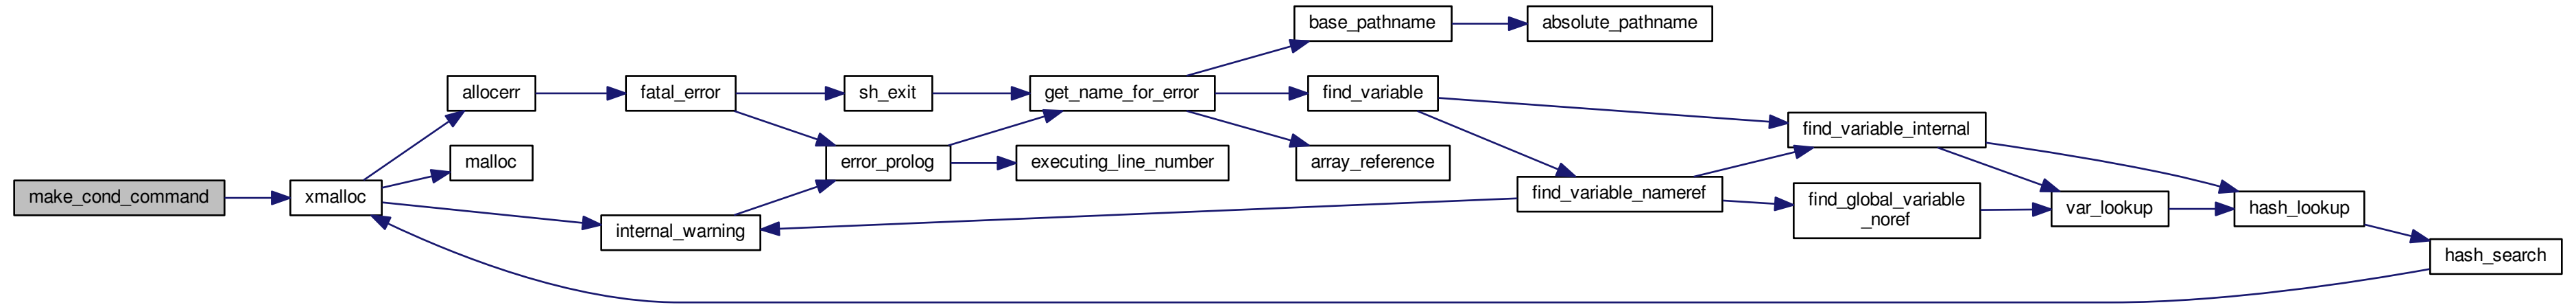 base_pathname
absolute_pathname
allocerr
fatal_error
sh_exit
get_name_for_error
find_variable
find_variable_internal
malloc
error_prolog
executing_line_number
array_reference
make_cond_command
xmalloc
find_variable_nameref
find_global_variable
_noref
var_lookup
hash_lookup
internal_warning
hash_search